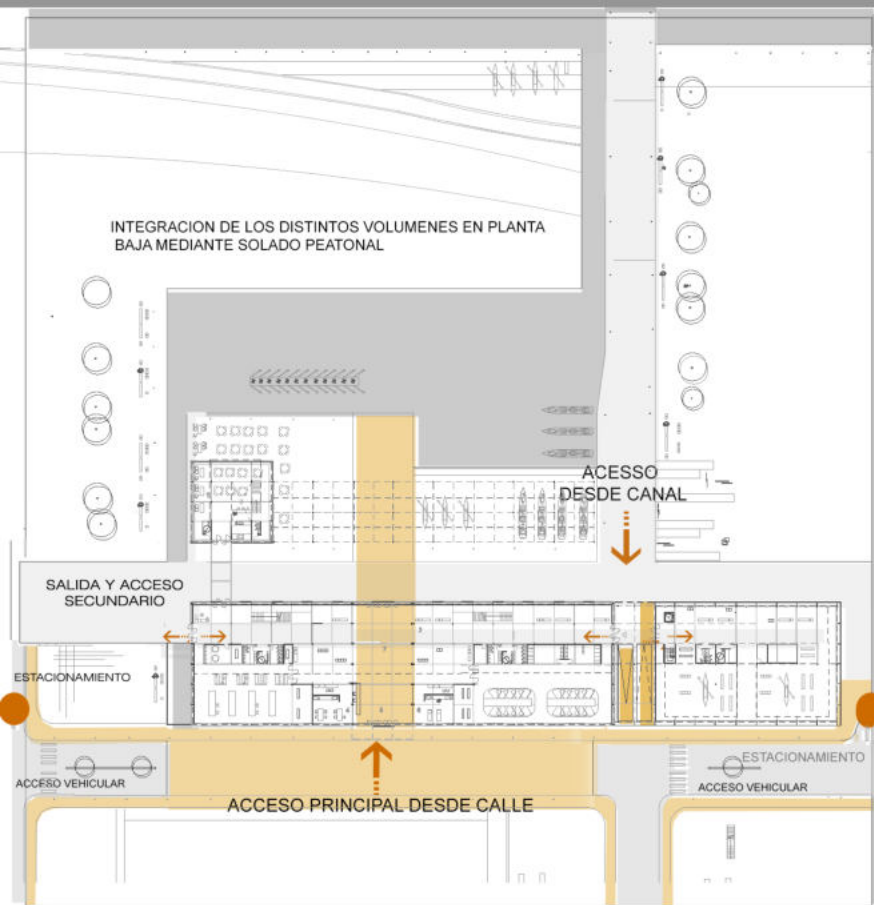 INTEGRACION DE LOS DISTINTOS VOLUMENES EN PLANTA
BAJA MEDIANTE SOLADO PEATONAL
ACESSO
DESDE CANAL
SALIDA Y ACCESO
SECUNDARIO
ESTACIONAMIENTO
ESTACIONAMIENTO
ACCESO VEHICULAR
ACCESO VEHICULAR
ACCESO PRINCIPAL DESDE CALLE